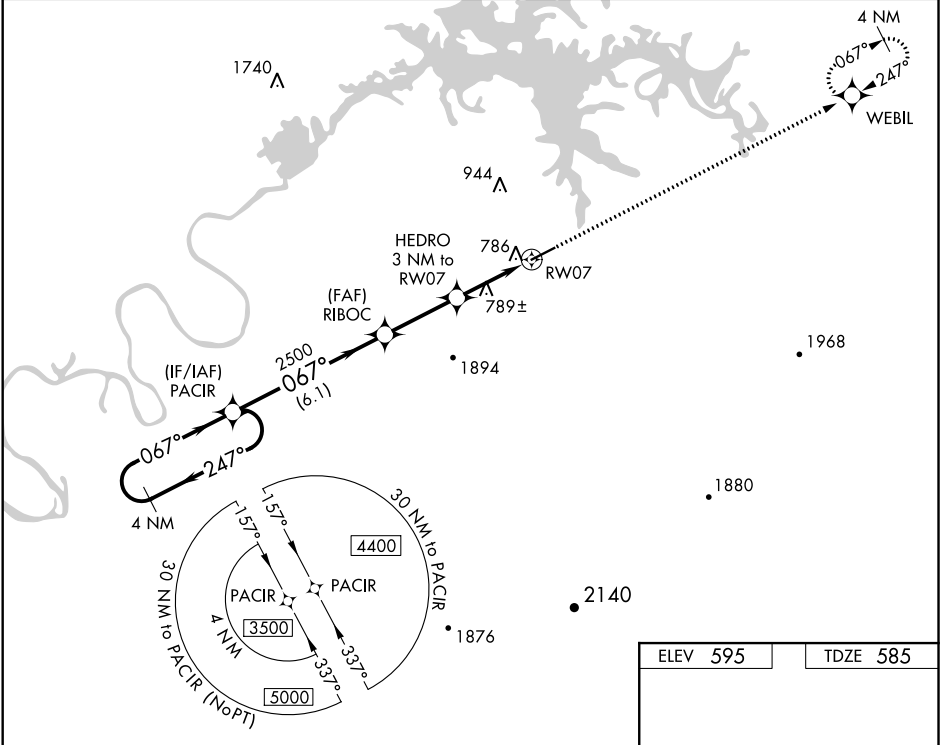 4 NM
067°
247°
WEBIL
1740
944
HEDRO
3 NM to
RW07
786
RW07
789±
(FAF)
RIBOC
1968
1894
2500
067°
(6.1)
(IF/IAF)
PACIR
067°
247°
4 NM
1880
157°
157°
30 NM to PACIR
4400
PACIR
PACIR
3500
4 NM
337°
337°
5000
30 NM to PACIR (NoPT)
2140
1876
ELEV 595
TDZE 585